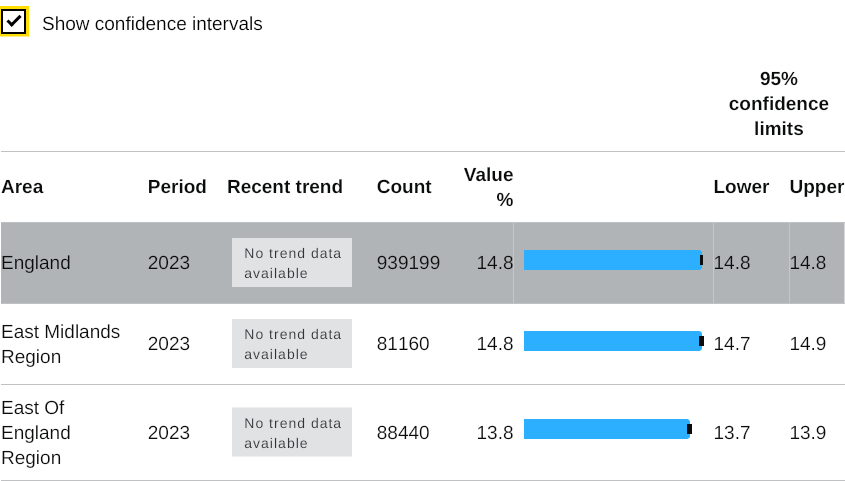 Show confidence intervals
95%
confidence
limits
Area Period Recent trend Count Value % Lower Upper
England 2023 No trend data available 939199 14.8 14.8 14.8
East Midlands Region 2023 No trend data available 81160 14.8 14.7 14.9
East Of England Region 2023 No trend data available 88440 13.8 13.7 13.9